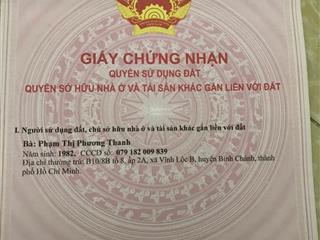 GIẤY CHỨNG NHẬN
QUYỀN SỬ DỤNG ĐẤT
QUYỀN SỞ HỮU NHÀ Ở VÀ TÀI SẢN KHÁC GẮN LIỀN VỚI ĐẤT
I. Người sử dụng đất, chủ sở hữu nhà ở và tài sản khác gắn liền với đất
Bà: Phạm Thị Phương Thanh
Năm sinh: 1982, CCCD số: 079 182 009 839
Địa chỉ thường trú: B10/8B tổ 8, ấp 2A, xã Vĩnh Lộc B, huyện Bình Chánh, thành
phố Hồ Chí Minh.